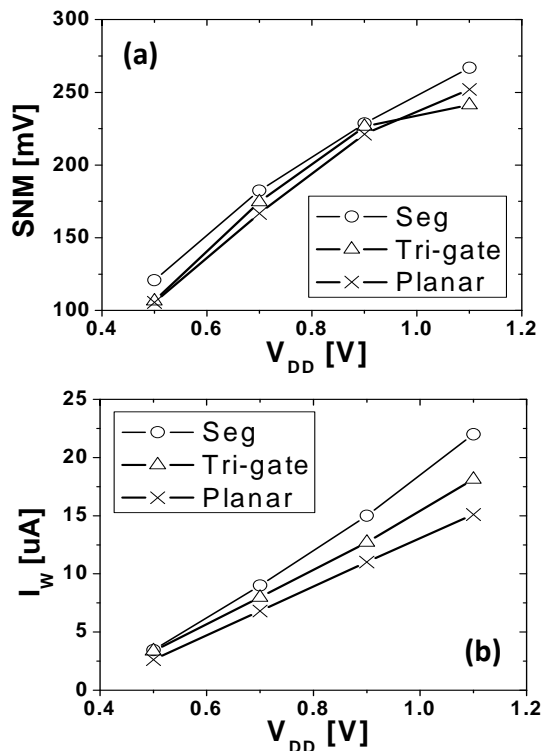 (a)
300
250
200
150
100
SNM [mV]
Seg
Tri-gate
Planar
0.4 0.6 0.8 1.0 1.2
V_DD [V]
25
20
15
10
5
0
I_W [uA]
Seg
Tri-gate
Planar
(b)
0.4 0.6 0.8 1.0 1.2
V_DD [V]